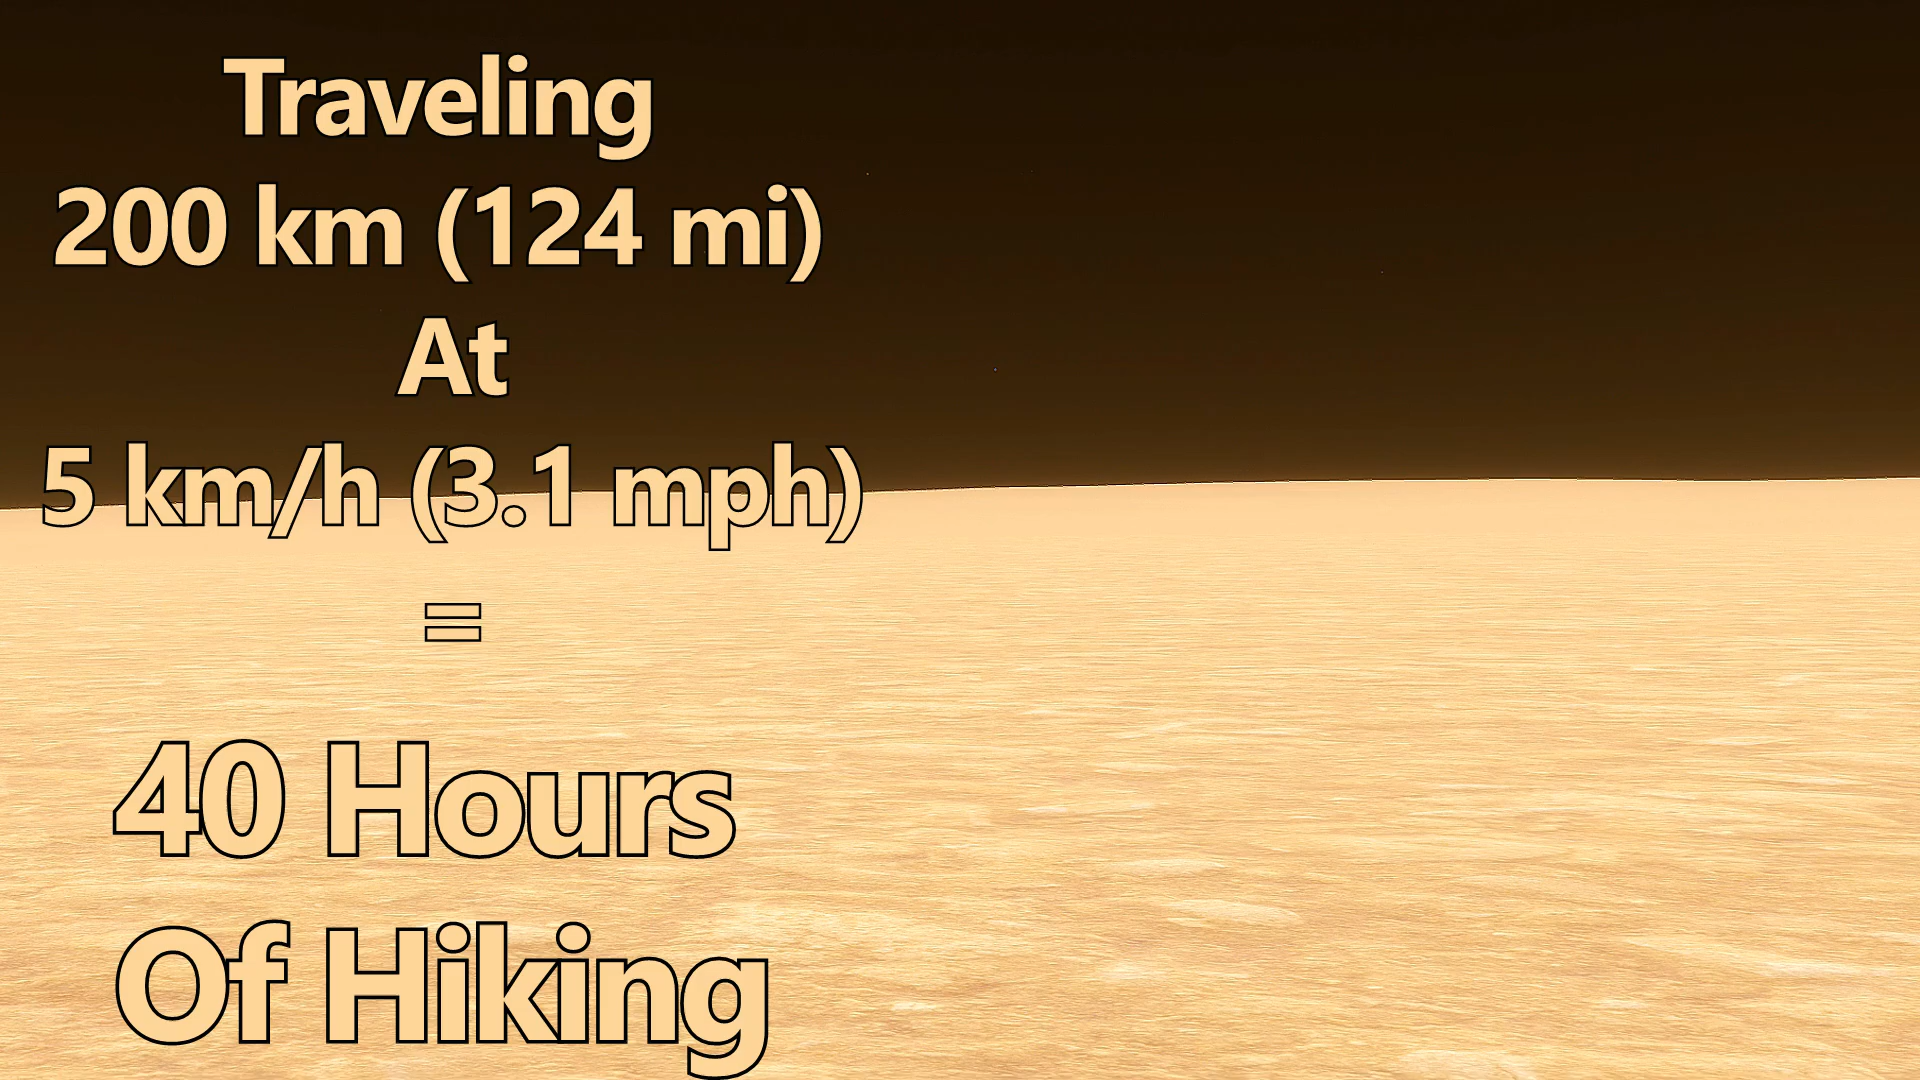 Traveling
200 km (124 mi)
At
5 km/h (3.1 mph)
=
40 Hours
Of Hiking